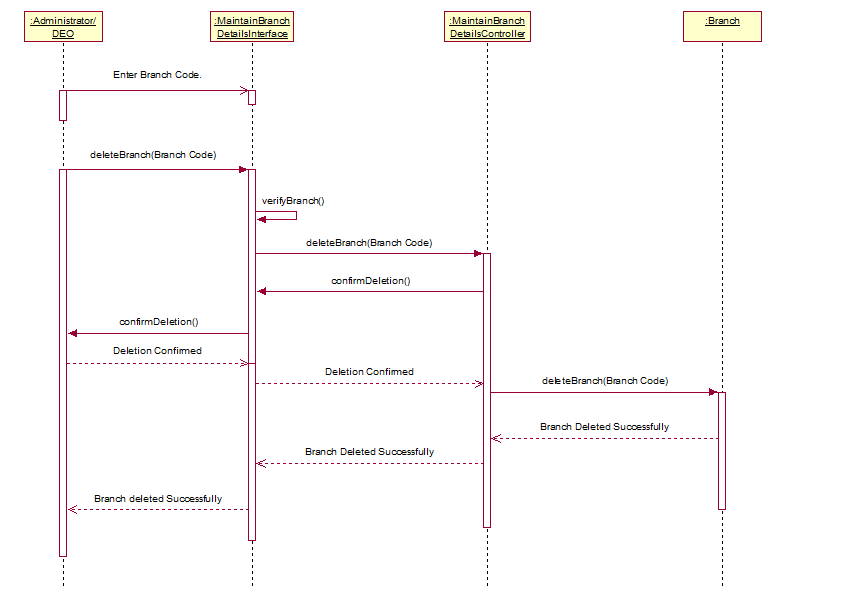 :Administrator/
DEO
:MaintainBranch
DetailsInterface
:MaintainBranch
DetailsController
:Branch
Enter Branch Code.
deleteBranch(Branch Code)
verifyBranch()
deleteBranch(Branch Code)
confirmDeletion()
confirmDeletion()
Deletion Confirmed
Deletion Confirmed
deleteBranch(Branch Code)
Branch Deleted Successfully
Branch Deleted Successfully
Branch deleted Successfully